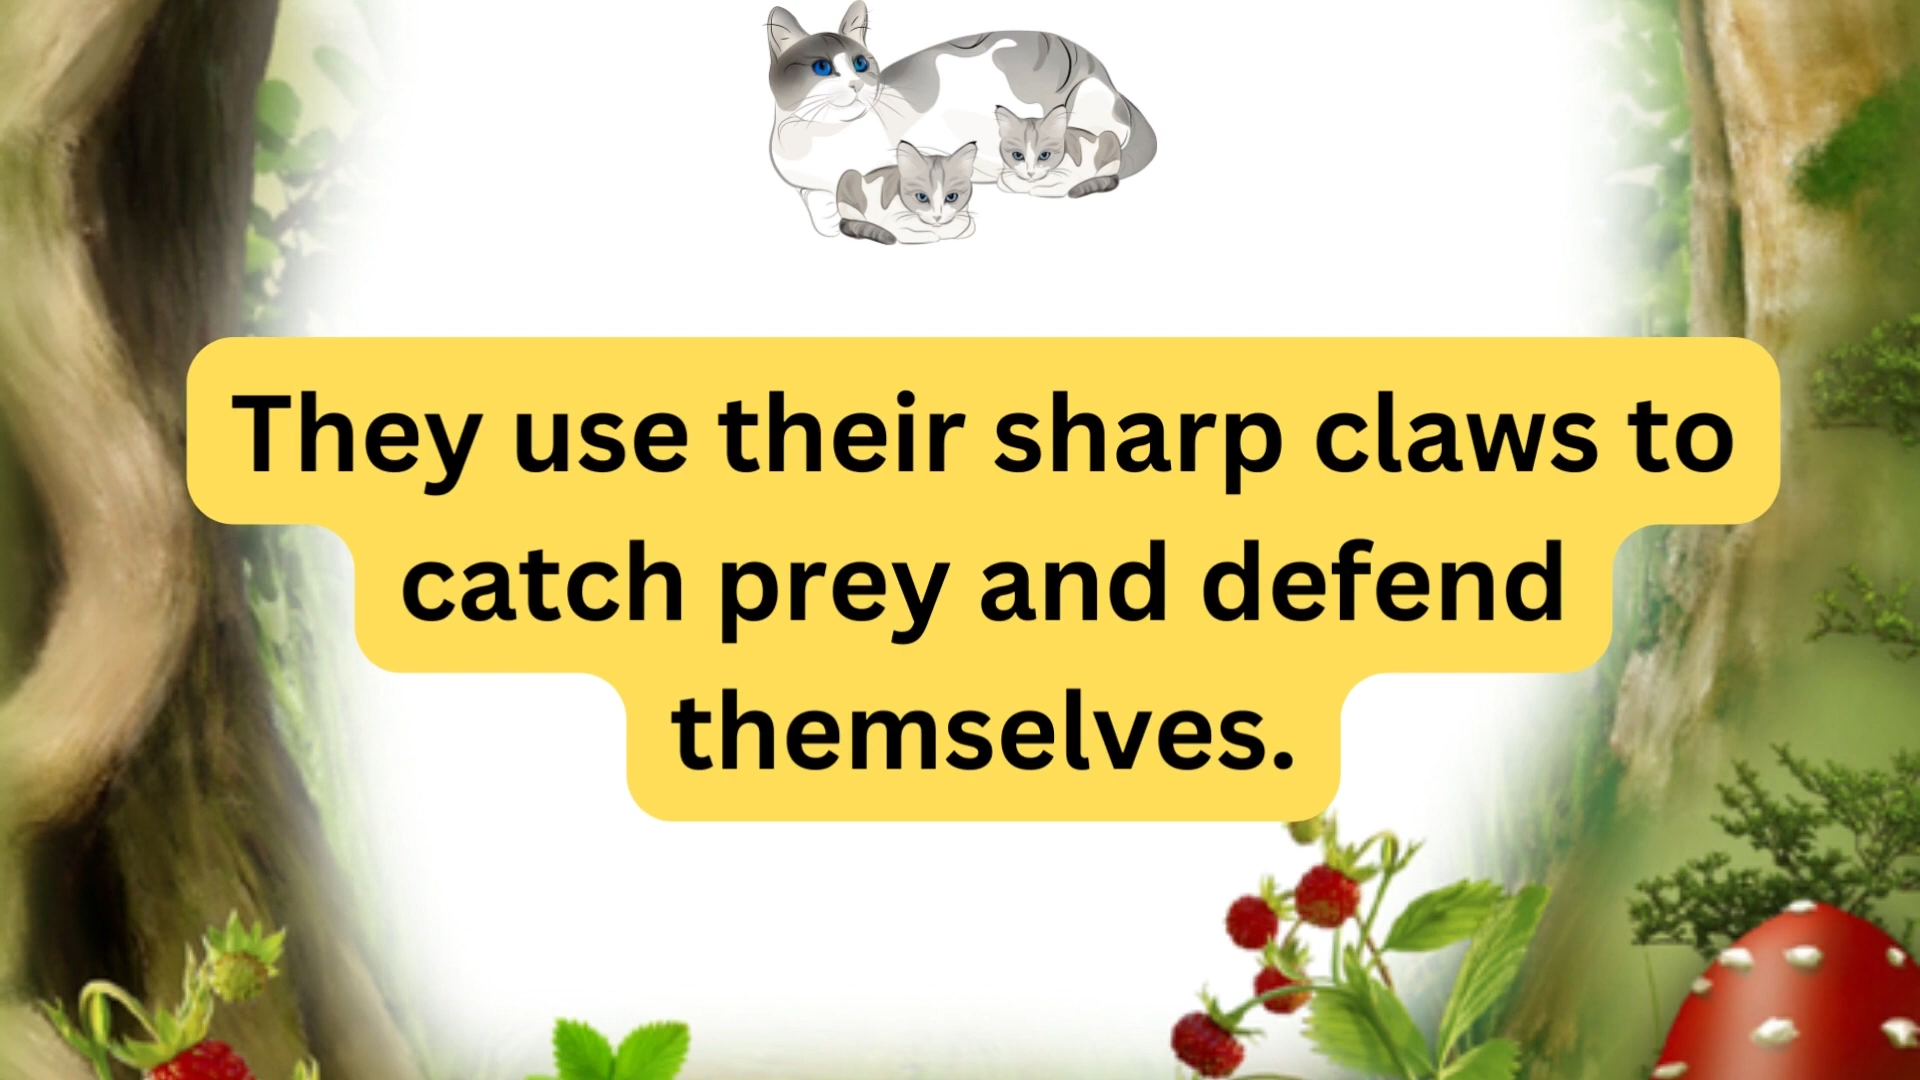 They use their sharp claws to
catch prey and defend
themselves.